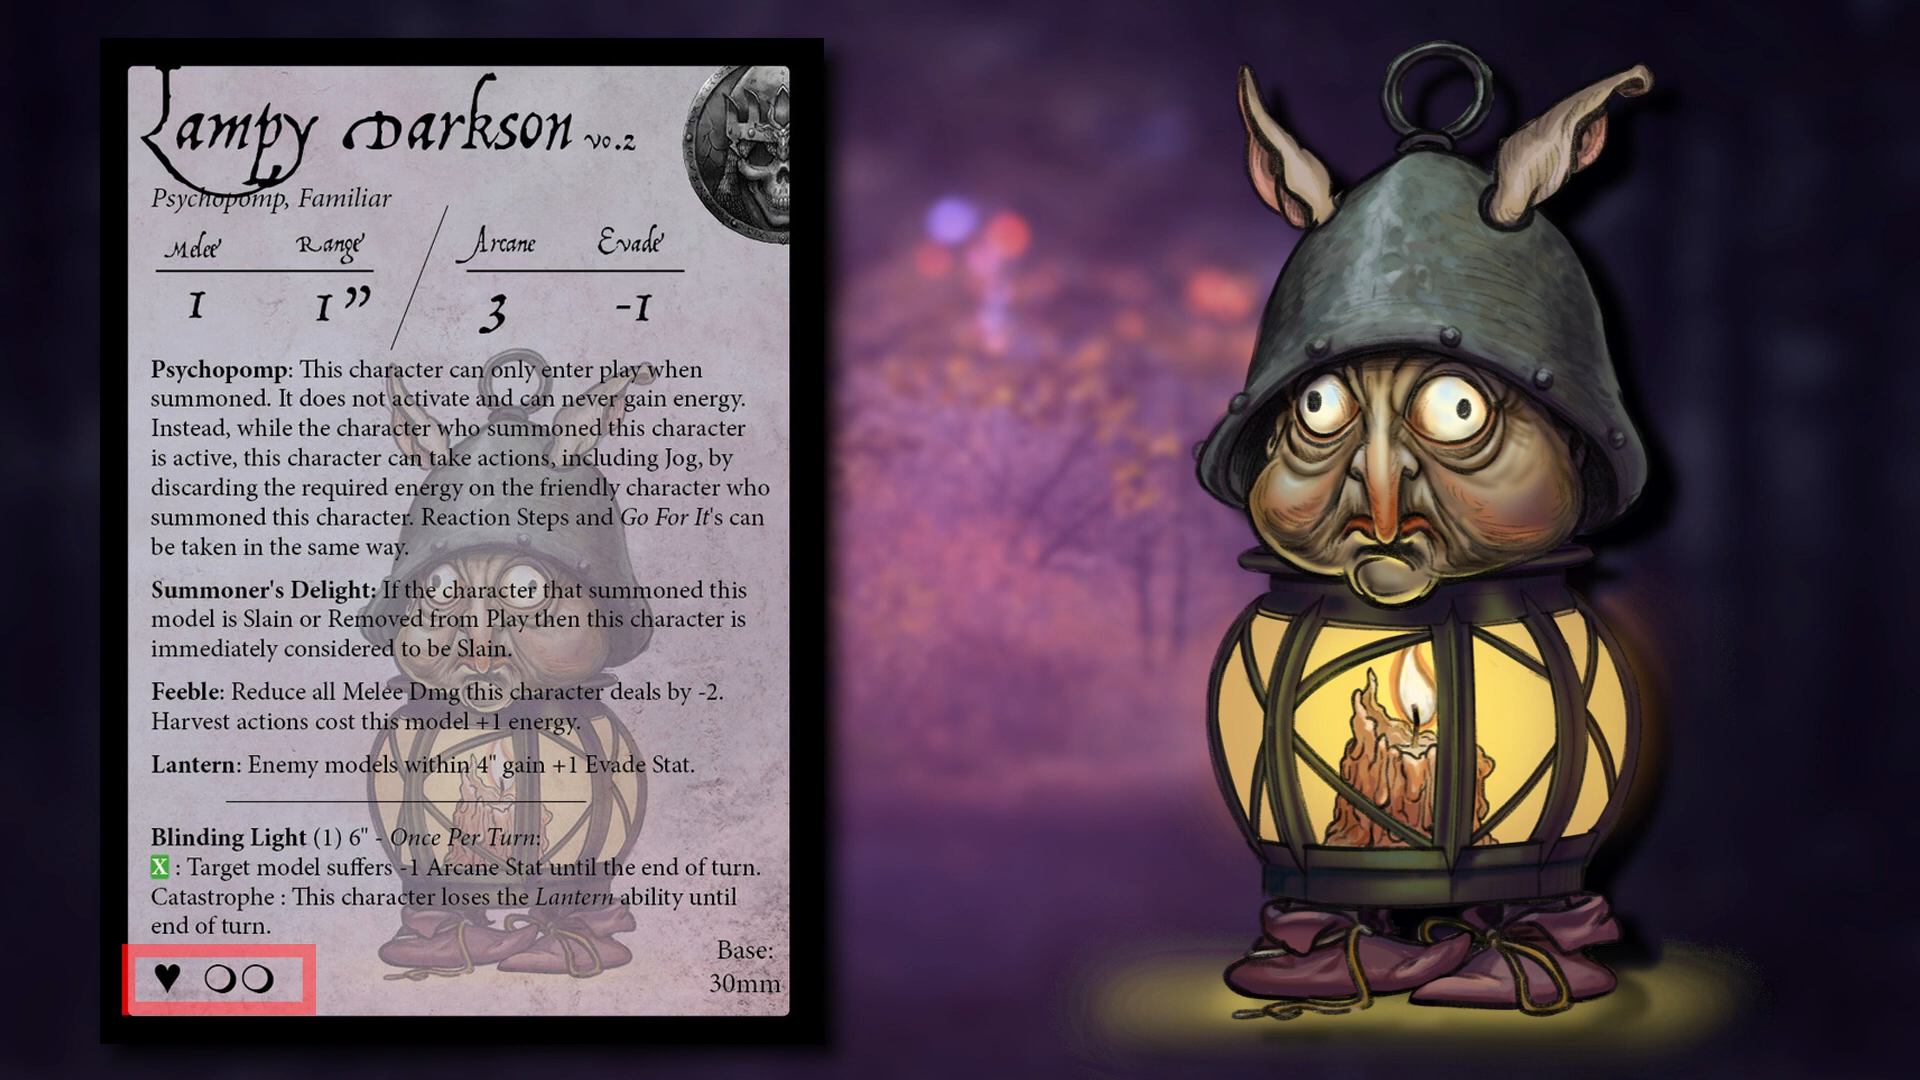 Lampy Darkson v0.2
Psychopomp, Familiar
Melee Range Arcane Evade
1 1” 3 -1
Psychopomp: This character can only enter play when
summoned. It does not activate and can never gain energy.
Instead, while the character who summoned this character
is active, this character can take actions, including Jog, by
discarding the required energy on the friendly character who
summoned this character. Reaction Steps and Go For It's can
be taken in the same way.
Summoner's Delight: If the character that summoned this
model is Slain or Removed from Play then this character is
immediately considered to be Slain.
Feeble: Reduce all Melee Dmg this character deals by -2.
Harvest actions cost this model +1 energy.
Lantern: Enemy models within 4" gain +1 Evade Stat.
Blinding Light (1) 6" - Once Per Turn:
X : Target model suffers -1 Arcane Stat until the end of turn.
Catastrophe : This character loses the Lantern ability until
end of turn.
Base:
30mm